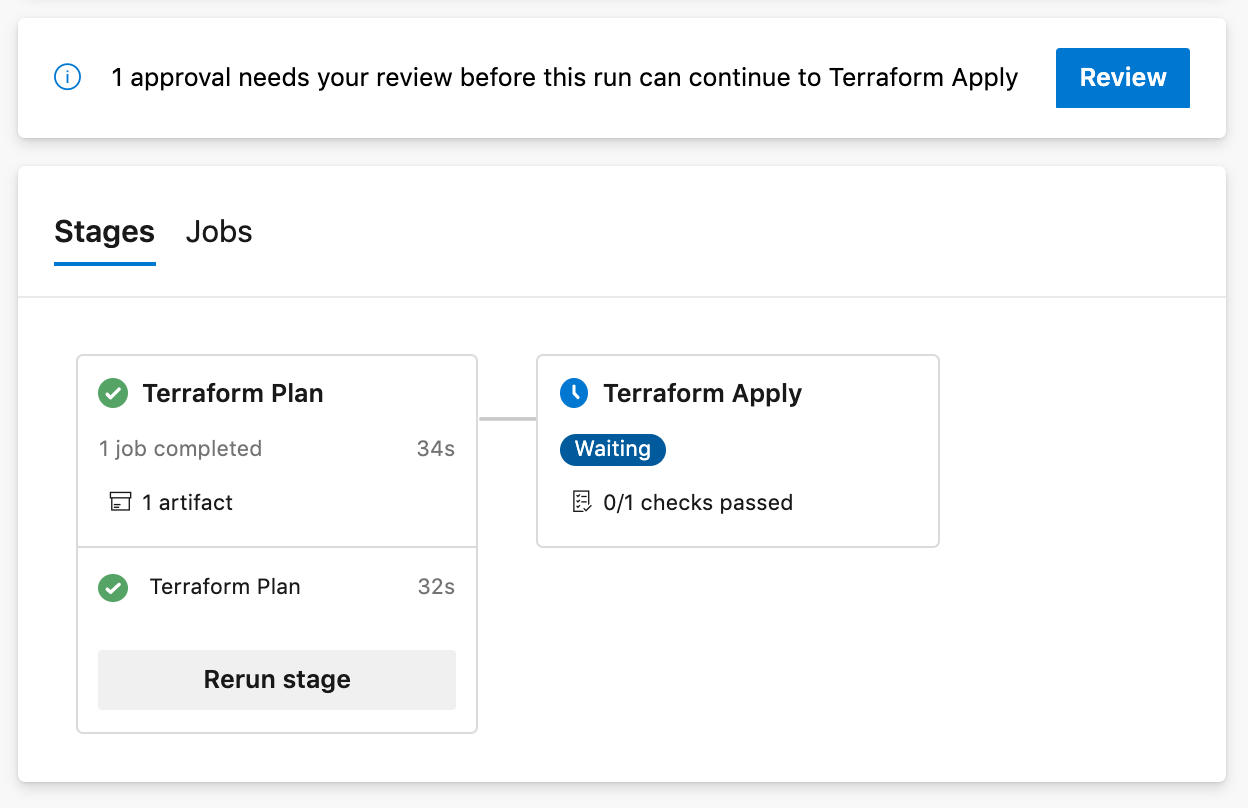 1 approval needs your review before this run can continue to Terraform Apply
Review
Stages
Jobs
Terraform Plan
1 job completed
34s
1 artifact
Terraform Plan
32s
Rerun stage
Terraform Apply
Waiting
0/1 checks passed